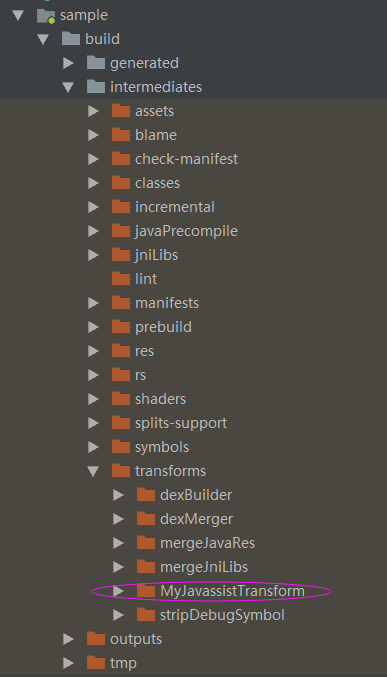 sample
build
generated
intermediates
assets
blame
check-manifest
classes
incremental
javaPrecompile
jniLibs
lint
manifests
prebuild
res
rs
shaders
splits-support
symbols
transforms
dexBuilder
dexMerger
mergeJavaRes
mergeJniLibs
MyJavassistTransform
stripDebugSymbol
outputs
tmp